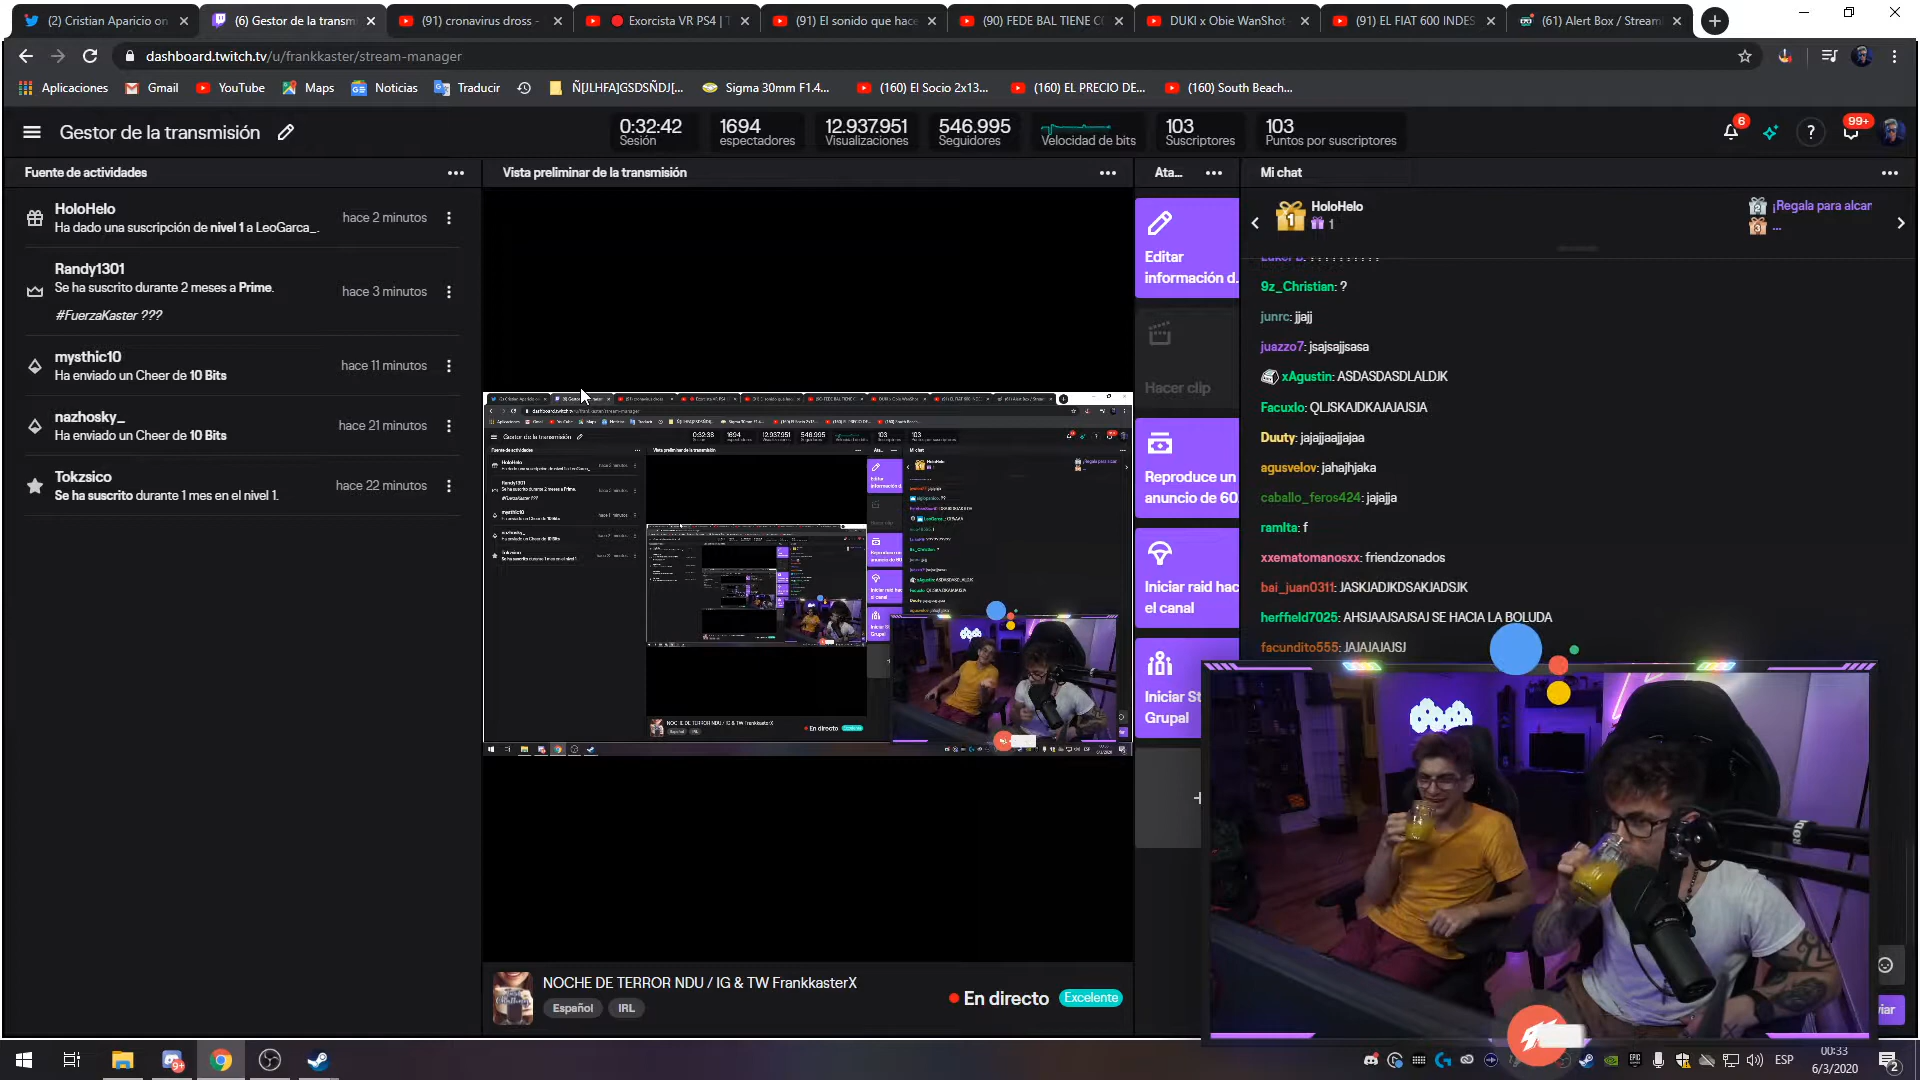 (2) Cristian Aparicio on
(6) Gestor de la transm
(91) cronavirus dross -
Exorcista VR PS4 | T
(91) El sonido que hace
(90) FEDE BAL TIENE C
DUKI x Obie WanShot -
(91) EL FIAT 600 INDES
(61) Alert Box / Stream
dashboard.twitch.tv/u/frankkaster/stream-manager
Aplicaciones
Gmail
YouTube
Maps
Noticias
Traducir
Ñ[JLHFA]GSDSÑDJ[...
Sigma 30mm F1.4...
(160) El Socio 2x13...
(160) EL PRECIO DE...
(160) South Beach...
Gestor de la transmisión
0:32:42
Sesión
1694
espectadores
12.937.951
Visualizaciones
546.995
Seguidores
Velocidad de bits
103
Suscriptores
103
Puntos por suscriptores
6
?
99+
Fuente de actividades
HoloHelo
Ha dado una suscripción de nivel 1 a LeoGarca_.
hace 2 minutos
Randy1301
Se ha suscrito durante 2 meses a Prime.
#FuerzaKaster ???
hace 3 minutos
mysthic10
Ha enviado un Cheer de 10 Bits
hace 11 minutos
nazhosky_
Ha enviado un Cheer de 10 Bits
hace 21 minutos
Tokzsico
Se ha suscrito durante 1 mes en el nivel 1.
hace 22 minutos
Vista preliminar de la transmisión
NOCHE DE TERROR NDU / IG & TW FrankkasterX
Español
IRL
En directo
Excelente
Ata...
Editar
información d.
Hacer clip
Reproduce un
anuncio de 60.
Iniciar raid hac
el canal
Iniciar St
Grupal
Mi chat
HoloHelo
1
¡Regala para alcan
...
9z_Christian: ?
junrc: jjajj
juazzo7: jsajsajjsasa
xAgustin: ASDASDASDLALDJK
Facuxlo: QLJSKAJDKAJAJAJSJA
Duuty: jajajjaajjajaa
agusvelov: jahajhjaka
caballo_feros424: jajajja
ramlta: f
xxematomanosxx: friendzonados
bai_juan0311: JASKJADJKDSAKJADSJK
herffield7025: AHSJAAJSAJSAJ SE HACIA LA BOLUDA
facundito555: JAJAJAJAJSJ
RØDE
viar
9+
ESP
00:33
6/3/2020
2